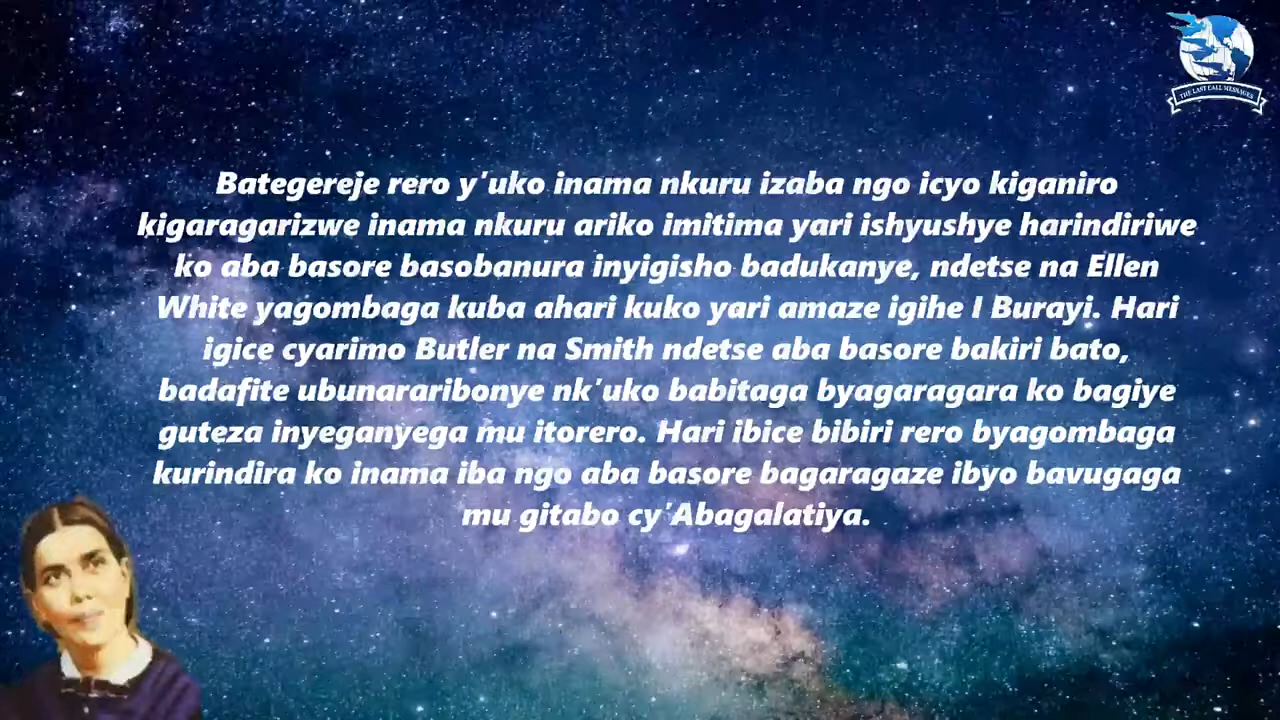 THE LAST CALL MESSAGES
Bategereje rero y'uko inama nkuru izaba ngo icyo kiganiro
kigaragarizwe inama nkuru ariko imitima yari ishyushye harindiriwe
ko aba basore basobanura inyigisho badukanye, ndetse na Ellen
White yagombaga kuba ahari kuko yari amaze igihe I Burayi. Hari
igice cyarimo Butler na Smith ndetse aba basore bakiri bato,
badafite ubunararibonye nk'uko babitaga byagaragara ko bagiye
guteza inyeganyega mu itorero. Hari ibice bibiri rero byagombaga
kurindira ko inama iba ngo aba basore bagaragaze ibyo bavugaga
mu gitabo cy'Abagalatiya.